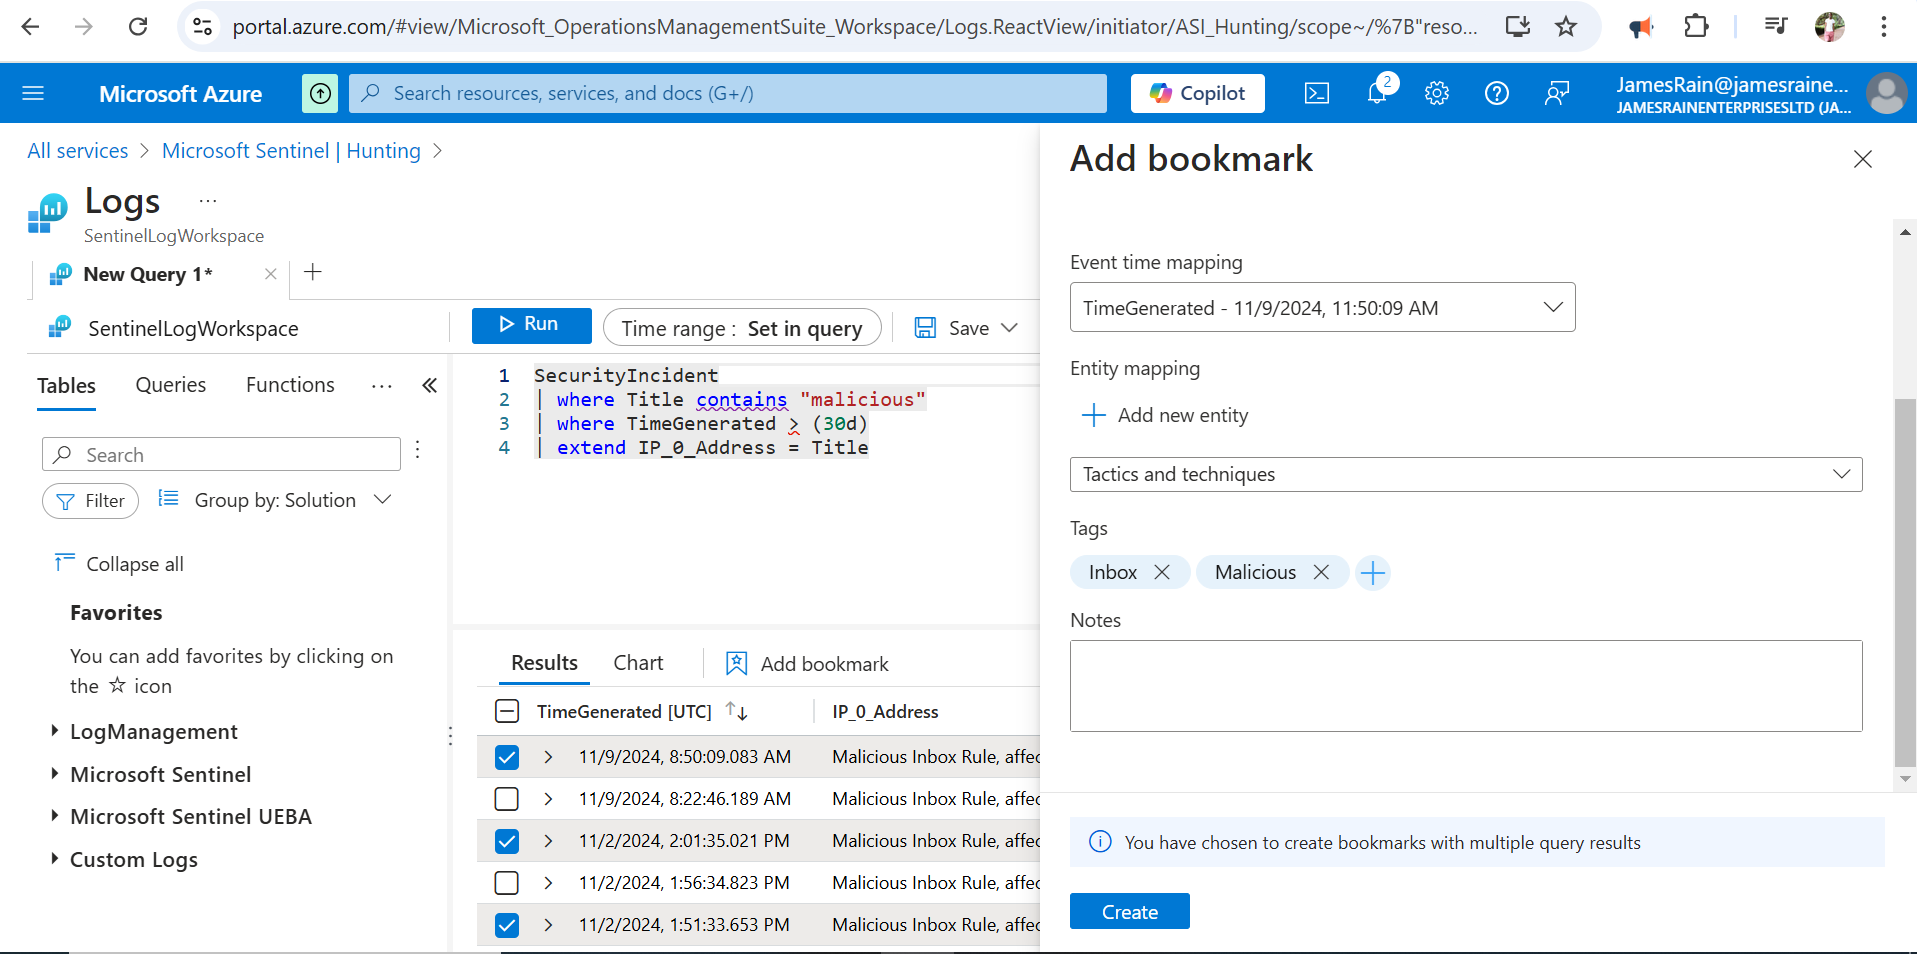 portal.azure.com/#view/Microsoft_OperationsManagementSuite_Workspace/Logs.ReactView/initiator/ASI_Hunting/scope~/%7B"reso...
Microsoft Azure
Search resources, services, and docs (G+/)
Copilot
2
JamesRain@jamesraine...
JAMESRAINENTERPRISESLTD (JA...
All services > Microsoft Sentinel | Hunting >
Logs ...
SentinelLogWorkspace
New Query 1*
SentinelLogWorkspace
Run
Time range : Set in query
Save
Tables
Queries
Functions
...
Search
Filter
Group by: Solution
Collapse all
Favorites
You can add favorites by clicking on
the ☆ icon
LogManagement
Microsoft Sentinel
Microsoft Sentinel UEBA
Custom Logs
1 SecurityIncident
2 | where Title contains "malicious"
3 | where TimeGenerated > (30d)
4 | extend IP_0_Address = Title
Results
Chart
Add bookmark
TimeGenerated [UTC] ↑↓ IP_0_Address
11/9/2024, 8:50:09.083 AM Malicious Inbox Rule, affec
11/9/2024, 8:22:46.189 AM Malicious Inbox Rule, affec
11/2/2024, 2:01:35.021 PM Malicious Inbox Rule, affec
11/2/2024, 1:56:34.823 PM Malicious Inbox Rule, affec
11/2/2024, 1:51:33.653 PM Malicious Inbox Rule, affec
Add bookmark
Event time mapping
TimeGenerated - 11/9/2024, 11:50:09 AM
Entity mapping
Add new entity
Tactics and techniques
Tags
Inbox
Malicious
Notes
You have chosen to create bookmarks with multiple query results
Create